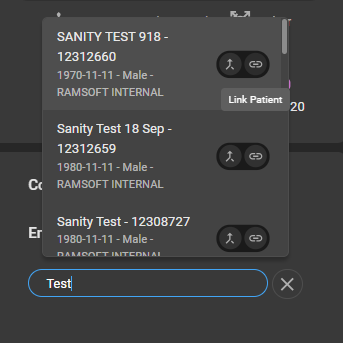 SANITY TEST 918 -
12312660
1970-11-11 - Male -
RAMSOFT INTERNAL
Link Patient
20
Sanity Test 18 Sep -
12312659
1980-11-11 - Male -
RAMSOFT INTERNAL
Co
Sanity Test - 12308727
En
1980-11-11 - Male -
RAMSOFT INTERNAL
Test